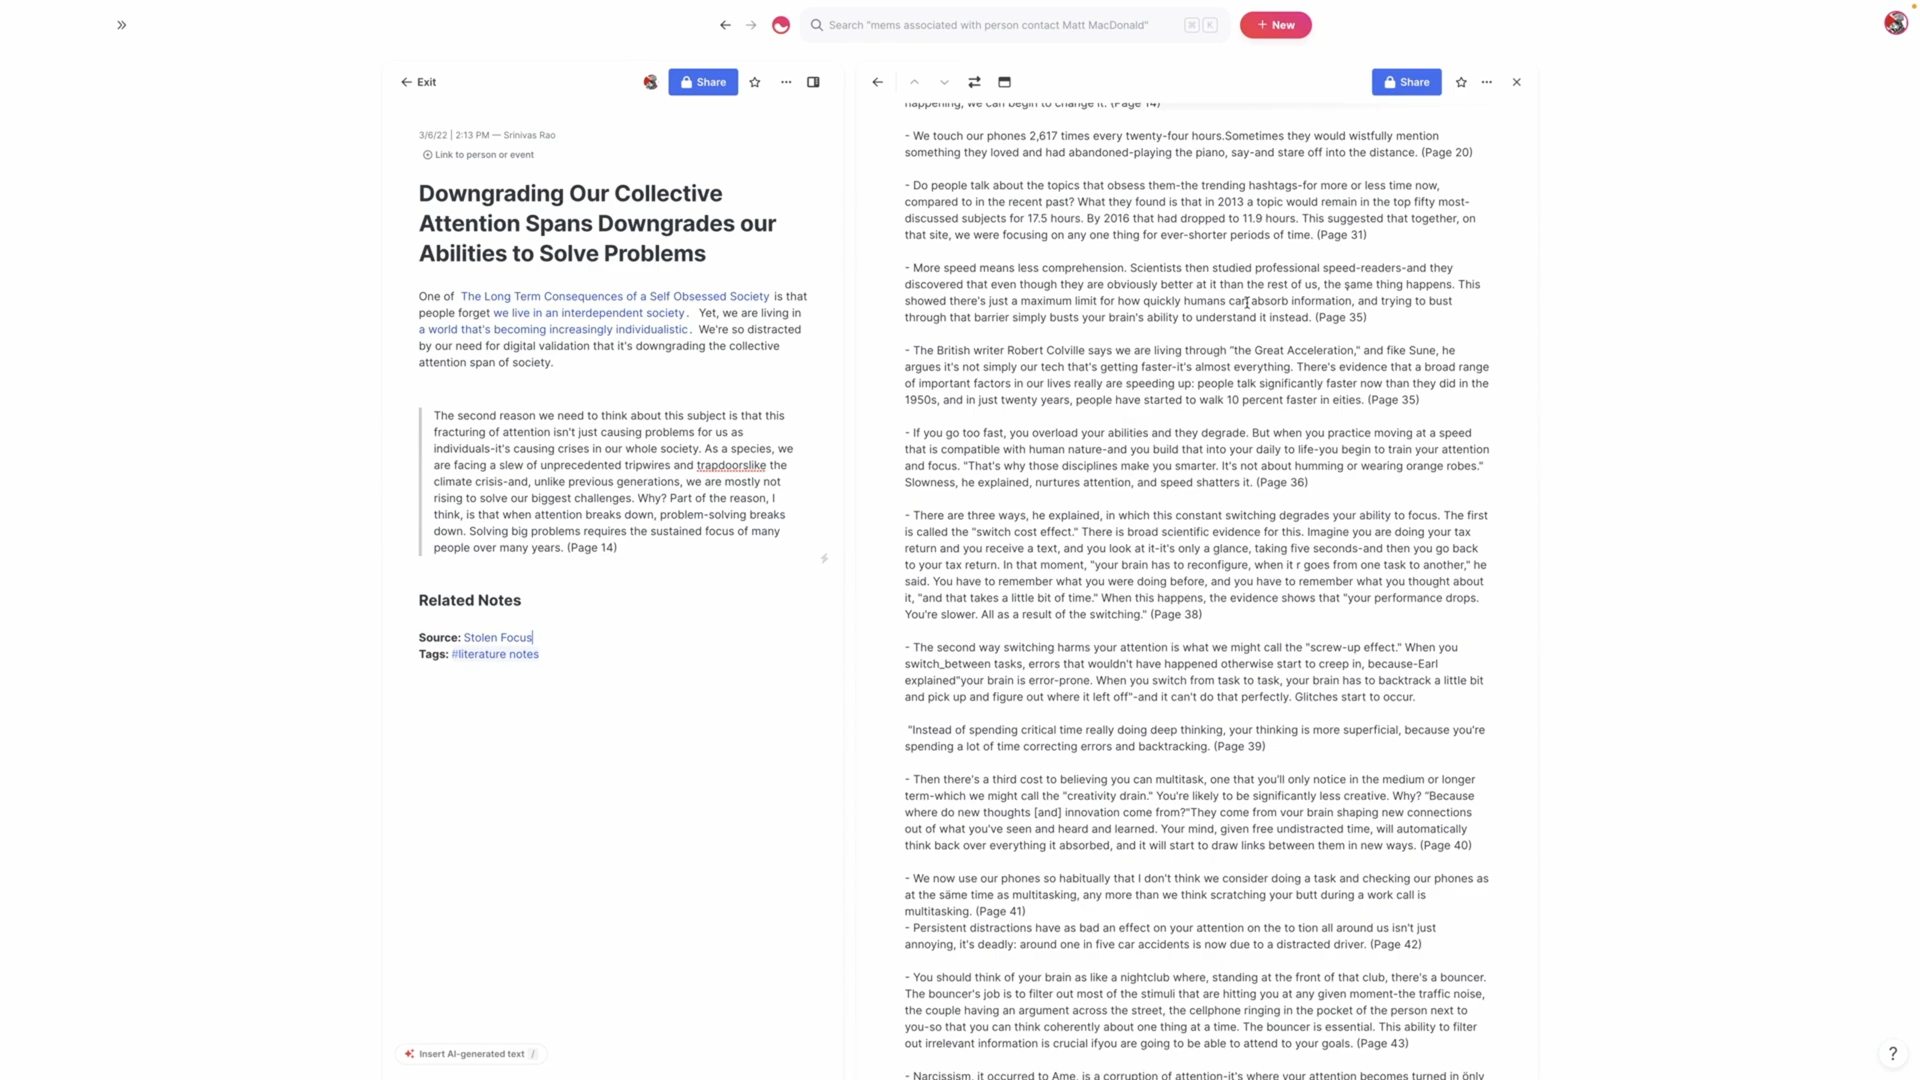 Search "mems associated with person contact Matt MacDonald"
⌘ K
+ New
Exit
Share
3/6/22 | 2:13 PM — Srinivas Rao
Link to person or event
Downgrading Our Collective
Attention Spans Downgrades our
Abilities to Solve Problems
One of The Long Term Consequences of a Self Obsessed Society is that
people forget we live in an interdependent society. Yet, we are living in
a world that's becoming increasingly individualistic. We're so distracted
by our need for digital validation that it's downgrading the collective
attention span of society.
The second reason we need to think about this subject is that this
fracturing of attention isn't just causing problems for us as
individuals-it's causing crises in our whole society. As a species, we
are facing a slew of unprecedented tripwires and trapdoorslike the
climate crisis-and, unlike previous generations, we are mostly not
rising to solve our biggest challenges. Why? Part of the reason, I
think, is that when attention breaks down, problem-solving breaks
down. Solving big problems requires the sustained focus of many
people over many years. (Page 14)
Related Notes
Source: Stolen Focus
Tags: #literature notes
Insert AI-generated text /
Share
happening, we can begin to change it. (Page 14)
- We touch our phones 2,617 times every twenty-four hours.Sometimes they would wistfully mention
something they loved and had abandoned-playing the piano, say-and stare off into the distance. (Page 20)
- Do people talk about the topics that obsess them-the trending hashtags-for more or less time now,
compared to in the recent past? What they found is that in 2013 a topic would remain in the top fifty most-
discussed subjects for 17.5 hours. By 2016 that had dropped to 11.9 hours. This suggested that together, on
that site, we were focusing on any one thing for ever-shorter periods of time. (Page 31)
- More speed means less comprehension. Scientists then studied professional speed-readers-and they
discovered that even though they are obviously better at it than the rest of us, the şame thing happens. This
showed there's just a maximum limit for how quickly humans can absorb information, and trying to bust
through that barrier simply busts your brain's ability to understand it instead. (Page 35)
- The British writer Robert Colville says we are living through "the Great Acceleration," and fike Sune, he
argues it's not simply our tech that's getting faster-it's almost everything. There's evidence that a broad range
of important factors in our lives really are speeding up: people talk significantly faster now than they did in the
1950s, and in just twenty years, people have started to walk 10 percent faster in eities. (Page 35)
- If you go too fast, you overload your abilities and they degrade. But when you practice moving at a speed
that is compatible with human nature-and you build that into your daily to life-you begin to train your attention
and focus. "That's why those disciplines make you smarter. It's not about humming or wearing orange robes."
Slowness, he explained, nurtures attention, and speed shatters it. (Page 36)
- There are three ways, he explained, in which this constant switching degrades your ability to focus. The first
is called the "switch cost effect." There is broad scientific evidence for this. Imagine you are doing your tax
return and you receive a text, and you look at it-it's only a glance, taking five seconds-and then you go back
to your tax return. In that moment, "your brain has to reconfigure, when it r goes from one task to another," he
said. You have to remember what you were doing before, and you have to remember what you thought about
it, "and that takes a little bit of time." When this happens, the evidence shows that "your performance drops.
You're slower. All as a result of the switching." (Page 38)
- The second way switching harms your attention is what we might call the "screw-up effect." When you
switch_between tasks, errors that wouldn't have happened otherwise start to creep in, because-Earl
explained"your brain is error-prone. When you switch from task to task, your brain has to backtrack a little bit
and pick up and figure out where it left off"-and it can't do that perfectly. Glitches start to occur.
"Instead of spending critical time really doing deep thinking, your thinking is more superficial, because you're
spending a lot of time correcting errors and backtracking. (Page 39)
- Then there's a third cost to believing you can multitask, one that you'll only notice in the medium or longer
term-which we might call the "creativity drain." You're likely to be significantly less creative. Why? "Because
where do new thoughts [and] innovation come from?"They come from vour brain shaping new connections
out of what you've seen and heard and learned. Your mind, given free undistracted time, will automatically
think back over everything it absorbed, and it will start to draw links between them in new ways. (Page 40)
- We now use our phones so habitually that I don't think we consider doing a task and checking our phones as
at the säme time as multitasking, any more than we think scratching your butt during a work call is
multitasking. (Page 41)
- Persistent distractions have as bad an effect on your attention on the to tion all around us isn't just
annoying, it's deadly: around one in five car accidents is now due to a distracted driver. (Page 42)
- You should think of your brain as like a nightclub where, standing at the front of that club, there's a bouncer.
The bouncer's job is to filter out most of the stimuli that are hitting you at any given moment-the traffic noise,
the couple having an argument across the street, the cellphone ringing in the pocket of the person next to
you-so that you can think coherently about one thing at a time. The bouncer is essential. This ability to filter
out irrelevant information is crucial ifyou are going to be able to attend to your goals. (Page 43)
- Narcissism, it occurred to Ame, is a corruption of attention-it's where your attention becomes turned in önly
?